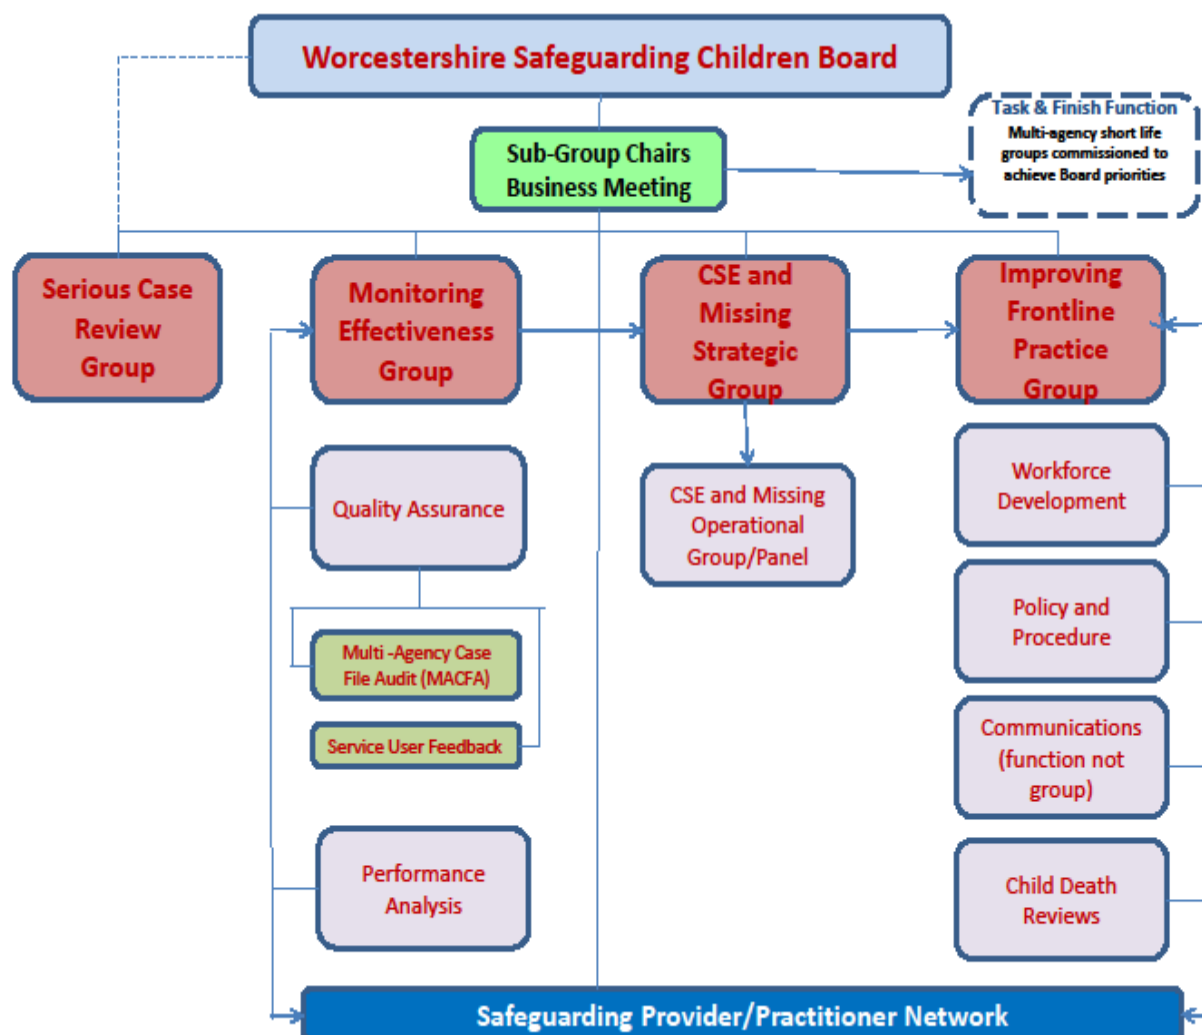 Worcestershire Safeguarding Children Board
Task & Finish Function
Multi-agency short life
groups commissioned to
achieve Board priorities
Sub-Group Chairs
Business Meeting
Serious Case
Review
Group
Monitoring
Effectiveness
Group
CSE and
Missing
Strategic
Group
Improving
Frontline
Practice
Group
Quality Assurance
CSE and Missing
Operational
Group/Panel
Workforce
Development
Multi -Agency Case
File Audit (MACFA)
Service User Feedback
Policy and
Procedure
Communications
(function not
group)
Performance
Analysis
Child Death
Reviews
Safeguarding Provider/Practitioner Network